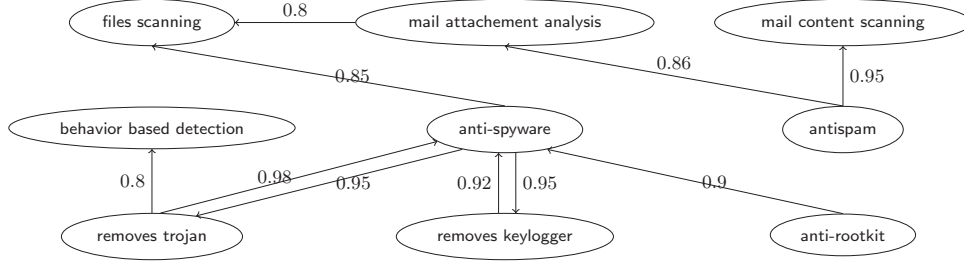 files scanning
0.8
mail attachement analysis
mail content scanning
0.85
0.86
0.95
behavior based detection
anti-spyware
antispam
0.8
0.98
0.95
0.92
0.95
0.9
removes trojan
removes keylogger
anti-rootkit